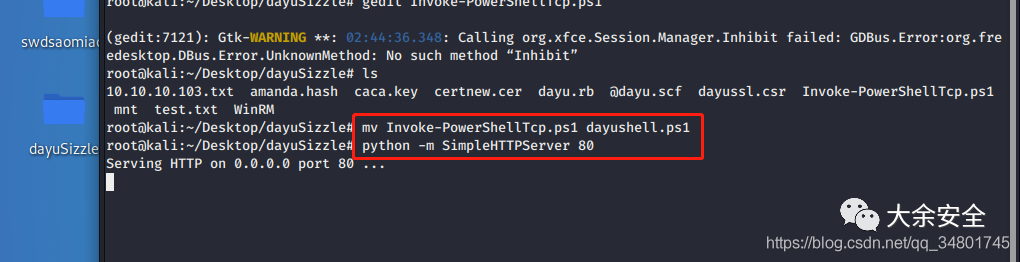 root@kali:~/Desktop/dayuSizzle# gedit Invoke-PowerShellTcp.ps1
swdsaomiao
(gedit:7121): Gtk-WARNING **: 02:44:36.348: Calling org.xfce.Session.Manager.Inhibit failed: GDBus.Error:org.fre
edesktop.DBus.Error.UnknownMethod: No such method “Inhibit”
root@kali:~/Desktop/dayuSizzle# ls
10.10.10.103.txt amanda.hash caca.key certnew.cer dayu.rb @dayu.scf dayussl.csr Invoke-PowerShellTcp.ps1
mnt test.txt WinRM
root@kali:~/Desktop/dayuSizzle# mv Invoke-PowerShellTcp.ps1 dayushell.ps1
root@kali:~/Desktop/dayuSizzle# python -m SimpleHTTPServer 80
dayuSizzle
Serving HTTP on 0.0.0.0 port 80 ...
大余安全
https://blog.csdn.net/qq_34801745